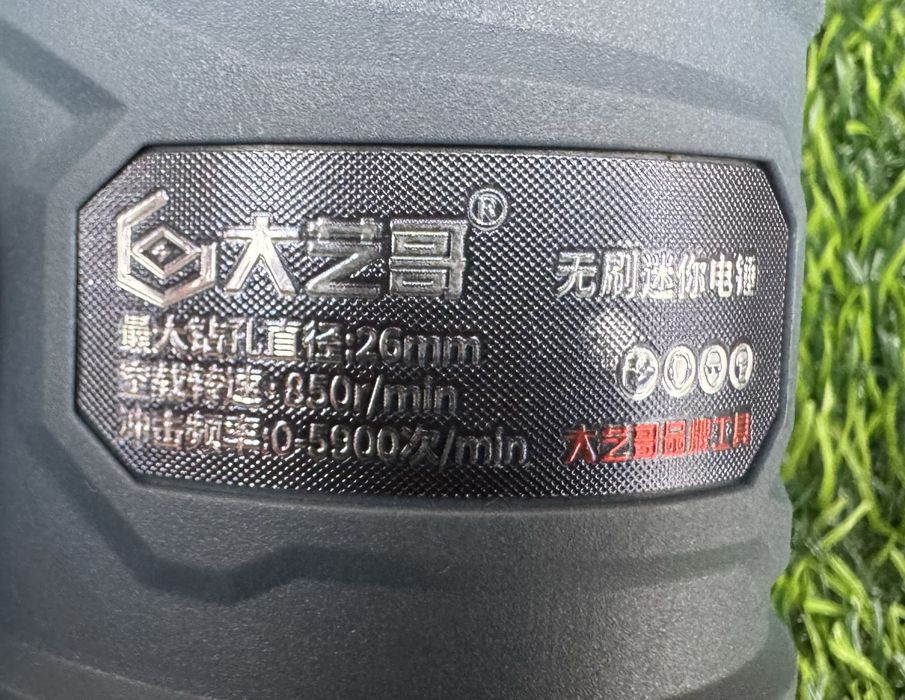 大艺哥®
无刷迷你电锤
最大钻孔直径:26mm
空载转速:850r/min
冲击频率:0-5900次/min
大艺哥品牌工具